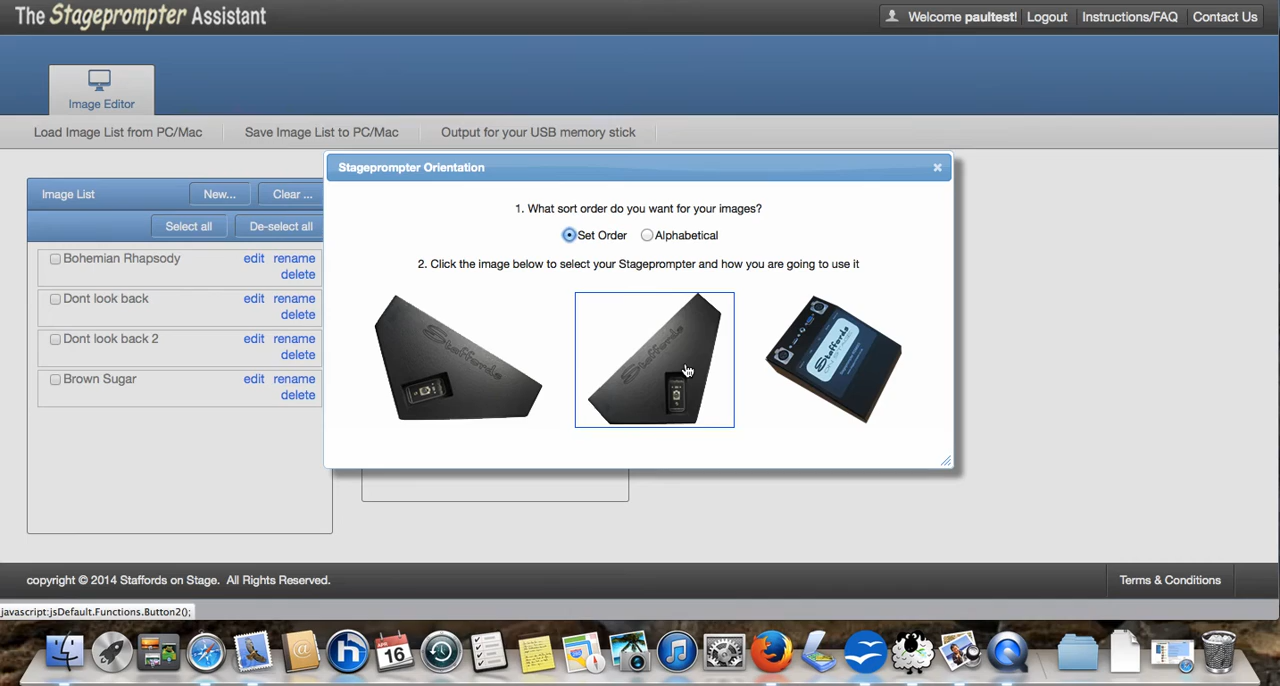 The Stageprompter Assistant
Welcome paultest! Logout Instructions/FAQ Contact Us
Image Editor
Load Image List from PC/Mac Save Image List to PC/Mac Output for your USB memory stick
Stageprompter Orientation
Image List New... Clear ...
Select all De-select all
1. What sort order do you want for your images?
Set Order Alphabetical
2. Click the image below to select your Stageprompter and how you are going to use it
Bohemian Rhapsody edit rename
delete
Dont look back edit rename
delete
Dont look back 2 edit rename
delete
Brown Sugar edit rename
delete
Staffords
Staffords
Staffords
copyright © 2014 Staffords on Stage. All Rights Reserved.
Terms & Conditions
javascript:jsDefault.Functions.Button2();
@
h
APR
16